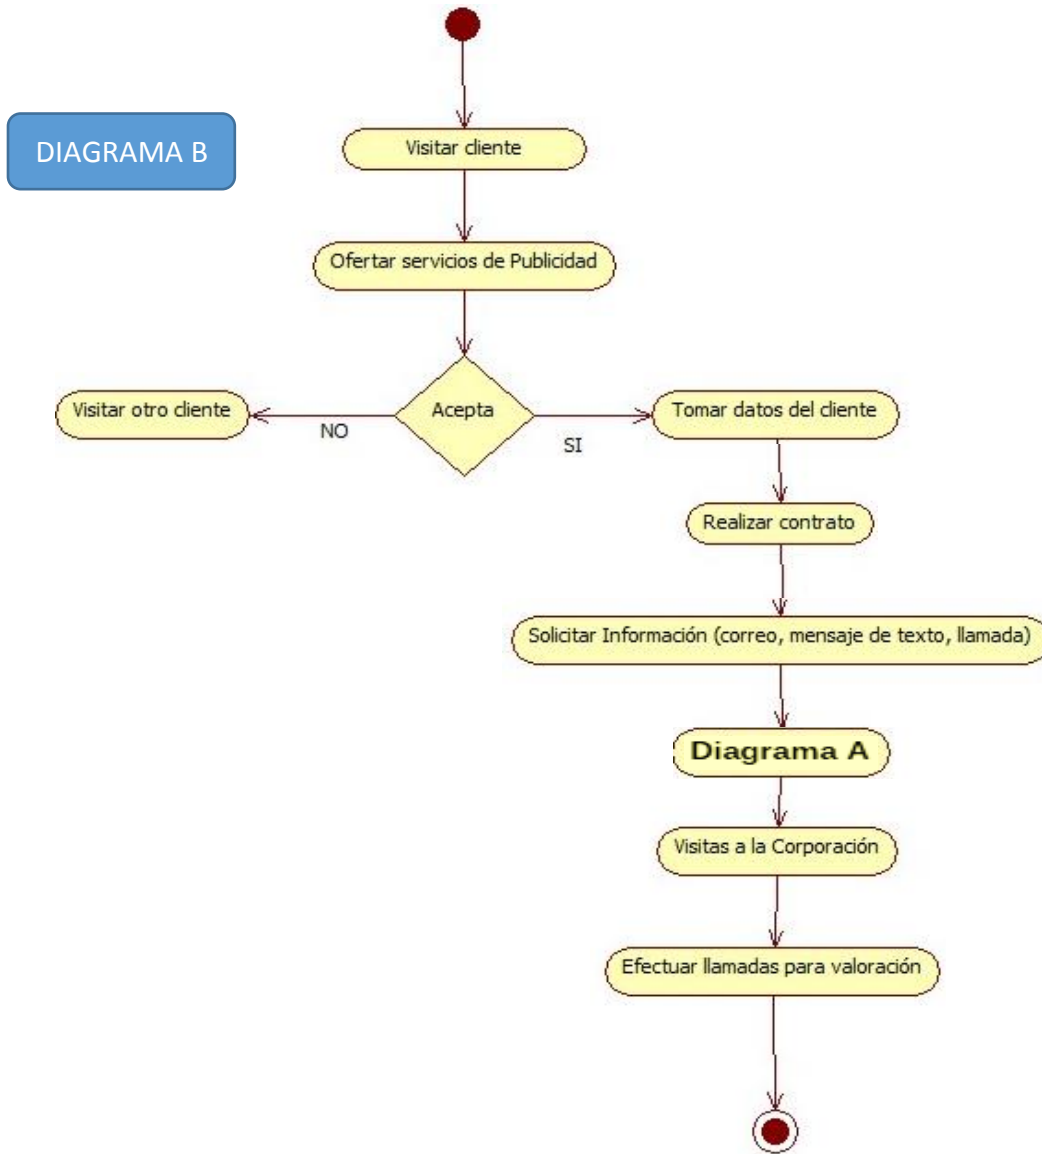 DIAGRAMA B
Visitar cliente
Ofertar servicios de Publicidad
Visitar otro cliente
NO
Acepta
SI
Tomar datos del cliente
Realizar contrato
Solicitar Información (correo, mensaje de texto, llamada)
Diagrama A
Visitas a la Corporación
Efectuar llamadas para valoración